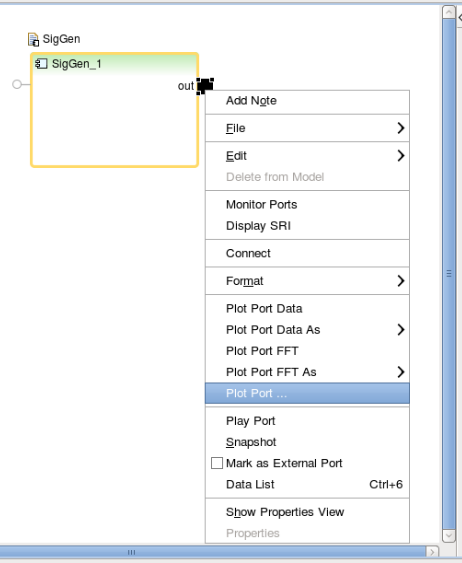 SigGen
SigGen_1
out
Add Note
File
Edit
Delete from Model
Monitor Ports
Display SRI
Connect
Format
Plot Port Data
Plot Port Data As
Plot Port FFT
Plot Port FFT As
Plot Port ...
Play Port
Snapshot
Mark as External Port
Data List Ctrl+6
Show Properties View
Properties